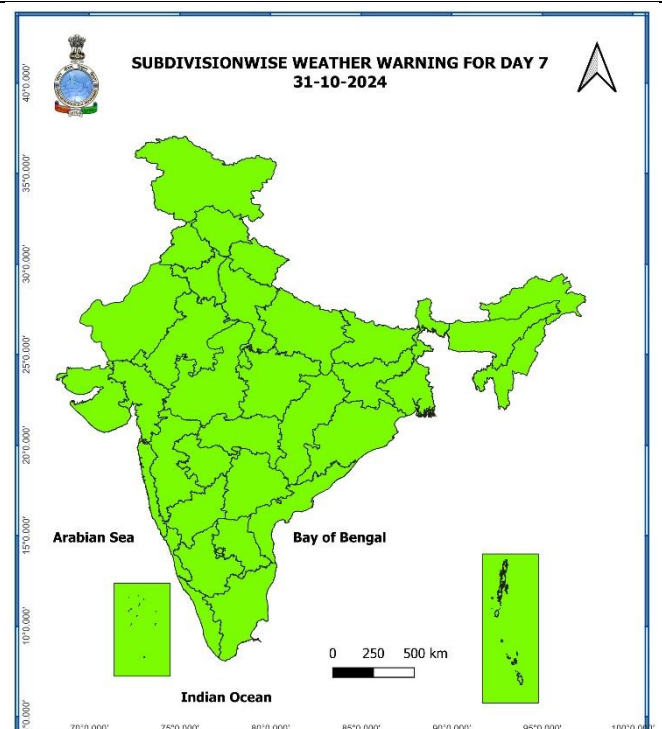 SUBDIVISIONWISE WEATHER WARNING FOR DAY 7
31-10-2024
40°0.000'
35°0.000'
30°0.000'
25°0.000'
20°0.000'
15°0.000'
10°0.000'
Arabian Sea
Bay of Bengal
0 250 500 km
Indian Ocean
70°0.000' 75°0.000' 80°0.000' 85°0.000' 90°0.000' 95°0.000' 100°0.000'